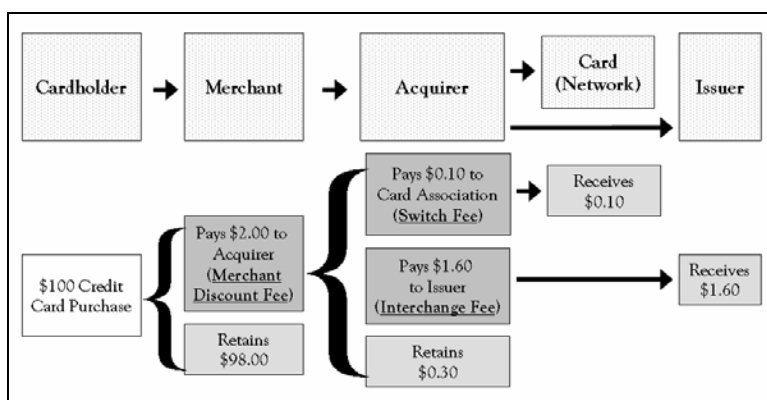 Cardholder
Merchant
Acquirer
Card
(Network)
Issuer
Pays $0.10 to
Card Association
(Switch Fee)
Receives
$0.10
Pays $2.00 to
Acquirer
(Merchant
Discount Fee)
$100 Credit
Card Purchase
Pays $1.60
to Issuer
(Interchange Fee)
Receives
$1.60
Retains
$98.00
Retains
$0.30